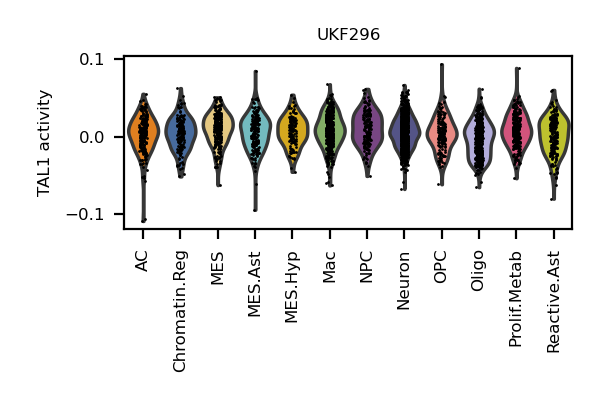 UKF296
TAL1 activity
0.1
0.0
−0.1
AC
Chromatin.Reg
MES
MES.Ast
MES.Hyp
Mac
NPC
Neuron
OPC
Oligo
Prolif.Metab
Reactive.Ast